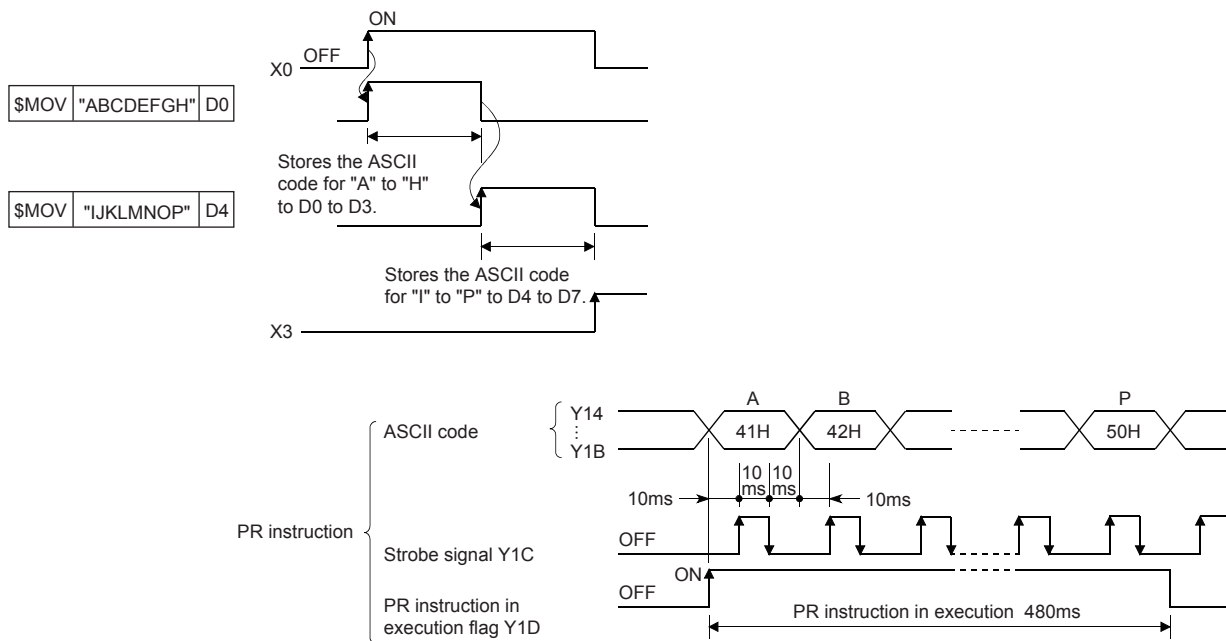 ON
OFF
X0
$MOV "ABCDEFGH" D0
Stores the ASCII
code for "A" to "H"
to D0 to D3.
$MOV "IJKLMNOP" D4
Stores the ASCII code
for "I" to "P" to D4 to D7.
X3
A B P
Y14
⋮
Y1B
ASCII code
41H 42H 50H
10 10
ms ms
10ms 10ms
PR instruction
OFF
Strobe signal Y1C
ON
OFF
PR instruction in execution 480ms
PR instruction in
execution flag Y1D